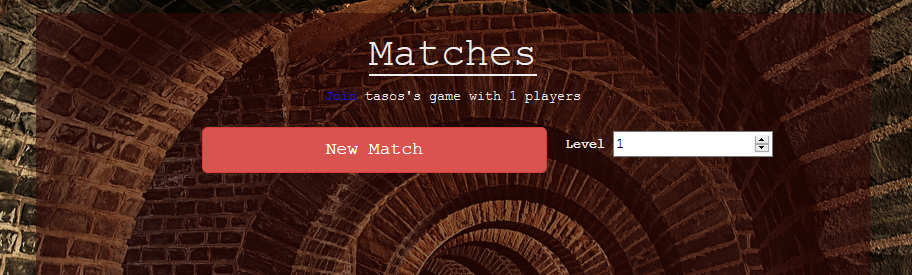 Matches
Join tasos's game with 1 players
New Match
Level 1